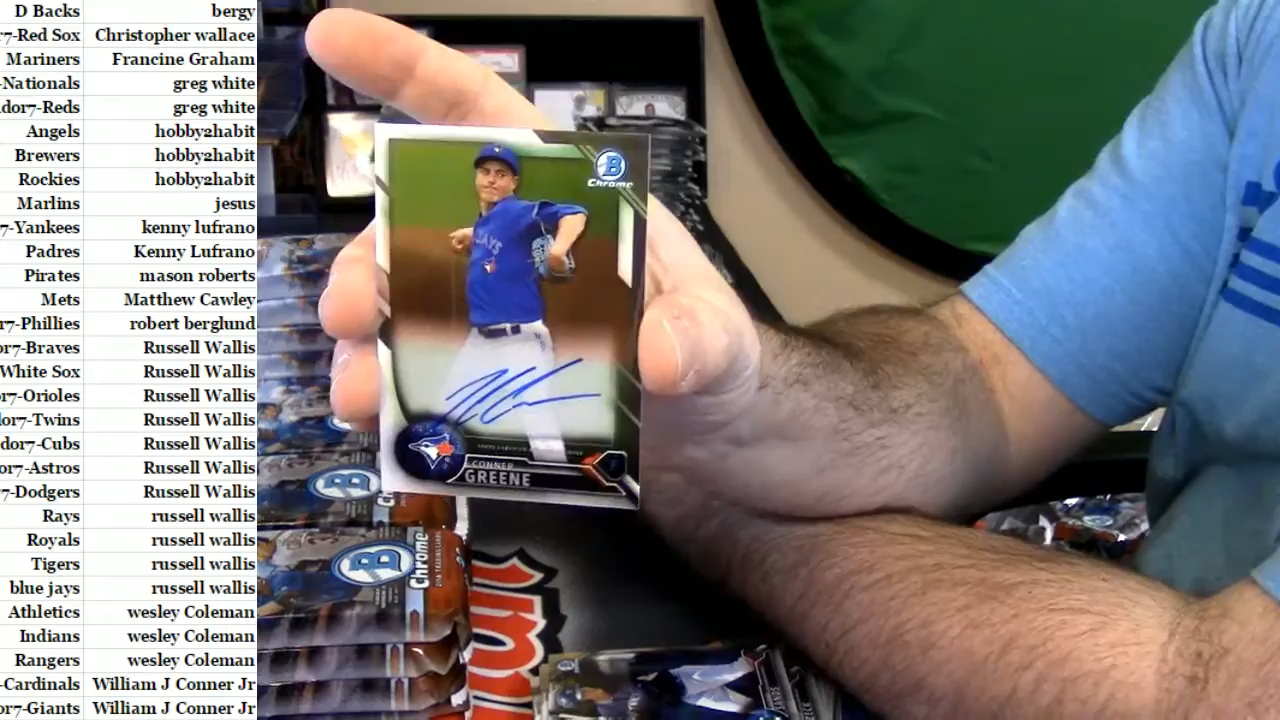 D Backs bergy
r7-Red Sox Christopher wallace
Mariners Francine Graham
-Nationals greg white
dor7-Reds greg white
Angels hobby2habit
Brewers hobby2habit
Rockies hobby2habit
Marlins jesus
7-Yankees kenny lufrano
Padres Kenny Lufrano
Pirates mason roberts
Mets Matthew Cawley
r7-Phillies robert berglund
or7-Braves Russell Wallis
White Sox Russell Wallis
r7-Orioles Russell Wallis
lor7-Twins Russell Wallis
dor7-Cubs Russell Wallis
or7-Astros Russell Wallis
7-Dodgers Russell Wallis
Rays russell wallis
Royals russell wallis
Tigers russell wallis
blue jays russell wallis
Athletics wesley Coleman
Indians wesley Coleman
Rangers wesley Coleman
-Cardinals William J Conner Jr
or7-Giants William J Conner Jr
B
Chrome
JAYS
CONNER
GREENE
B
Chrome